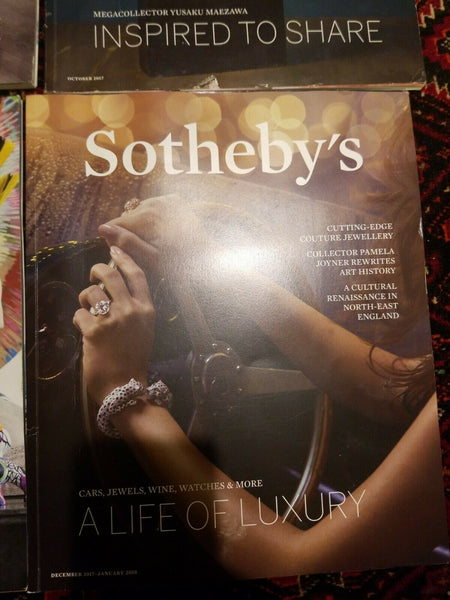 MEGACOLLECTOR YUSAKU MAEZAWA
INSPIRED TO SHARE
OCTOBER 2017
Sotheby's
CUTTING-EDGE
COUTURE JEWELLERY
COLLECTOR PAMELA
JOYNER REWRITES
ART HISTORY
A CULTURAL
RENAISSANCE IN
NORTH-EAST
ENGLAND
CARS, JEWELS, WINE, WATCHES & MORE
A LIFE OF LUXURY
DECEMBER 2017-JANUARY 2018